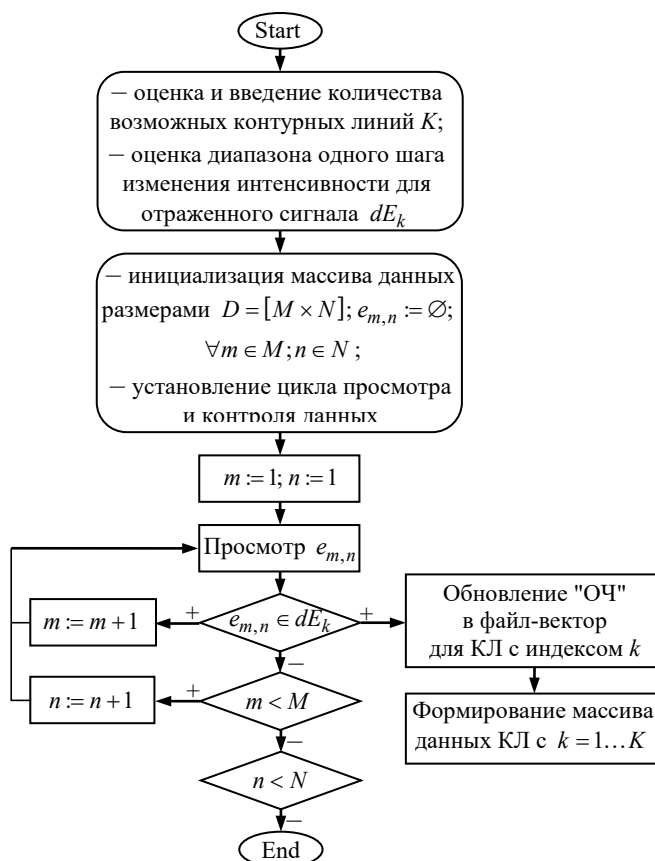 Start
– оценка и введение количества
возможных контурных линий K;
– оценка диапазона одного шага
изменения интенсивности для
отраженного сигнала dE_k
– инициализация массива данных
размерами D = [M × N]; e_{m,n} := ∅;
∀m ∈ M; n ∈ N ;
– установление цикла просмотра
и контроля данных
m := 1; n := 1
Просмотр e_{m,n}
m := m + 1
+
e_{m,n} ∈ dE_k
+
–
Обновление "ОЧ"
в файл-вектор
для КЛ с индексом k
Формирование массива
данных КЛ с k = 1…K
n := n + 1
+
m < M
–
n < N
–
End